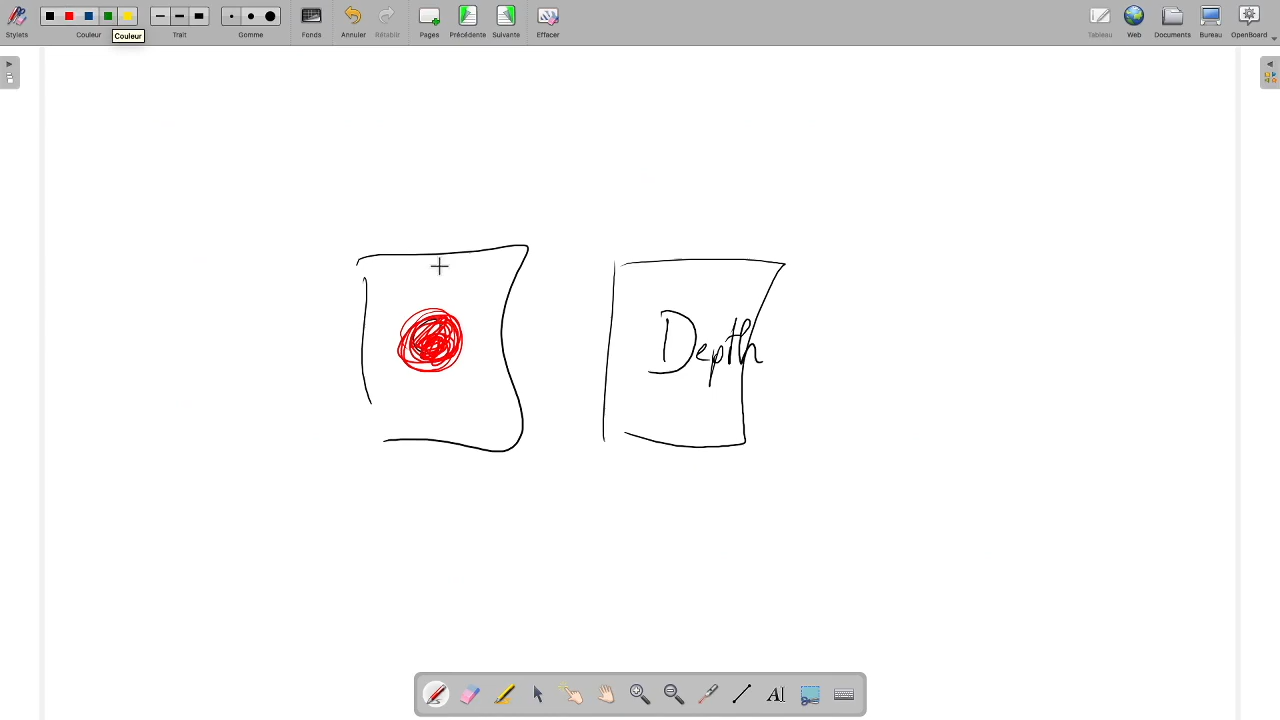 Stylets
Couleur
Trait
Gomme
Fonds
Annuler
Rétablir
Pages
Précédente
Suivante
Effacer
Tableau
Web
Documents
Bureau
OpenBoard
Couleur
Depth